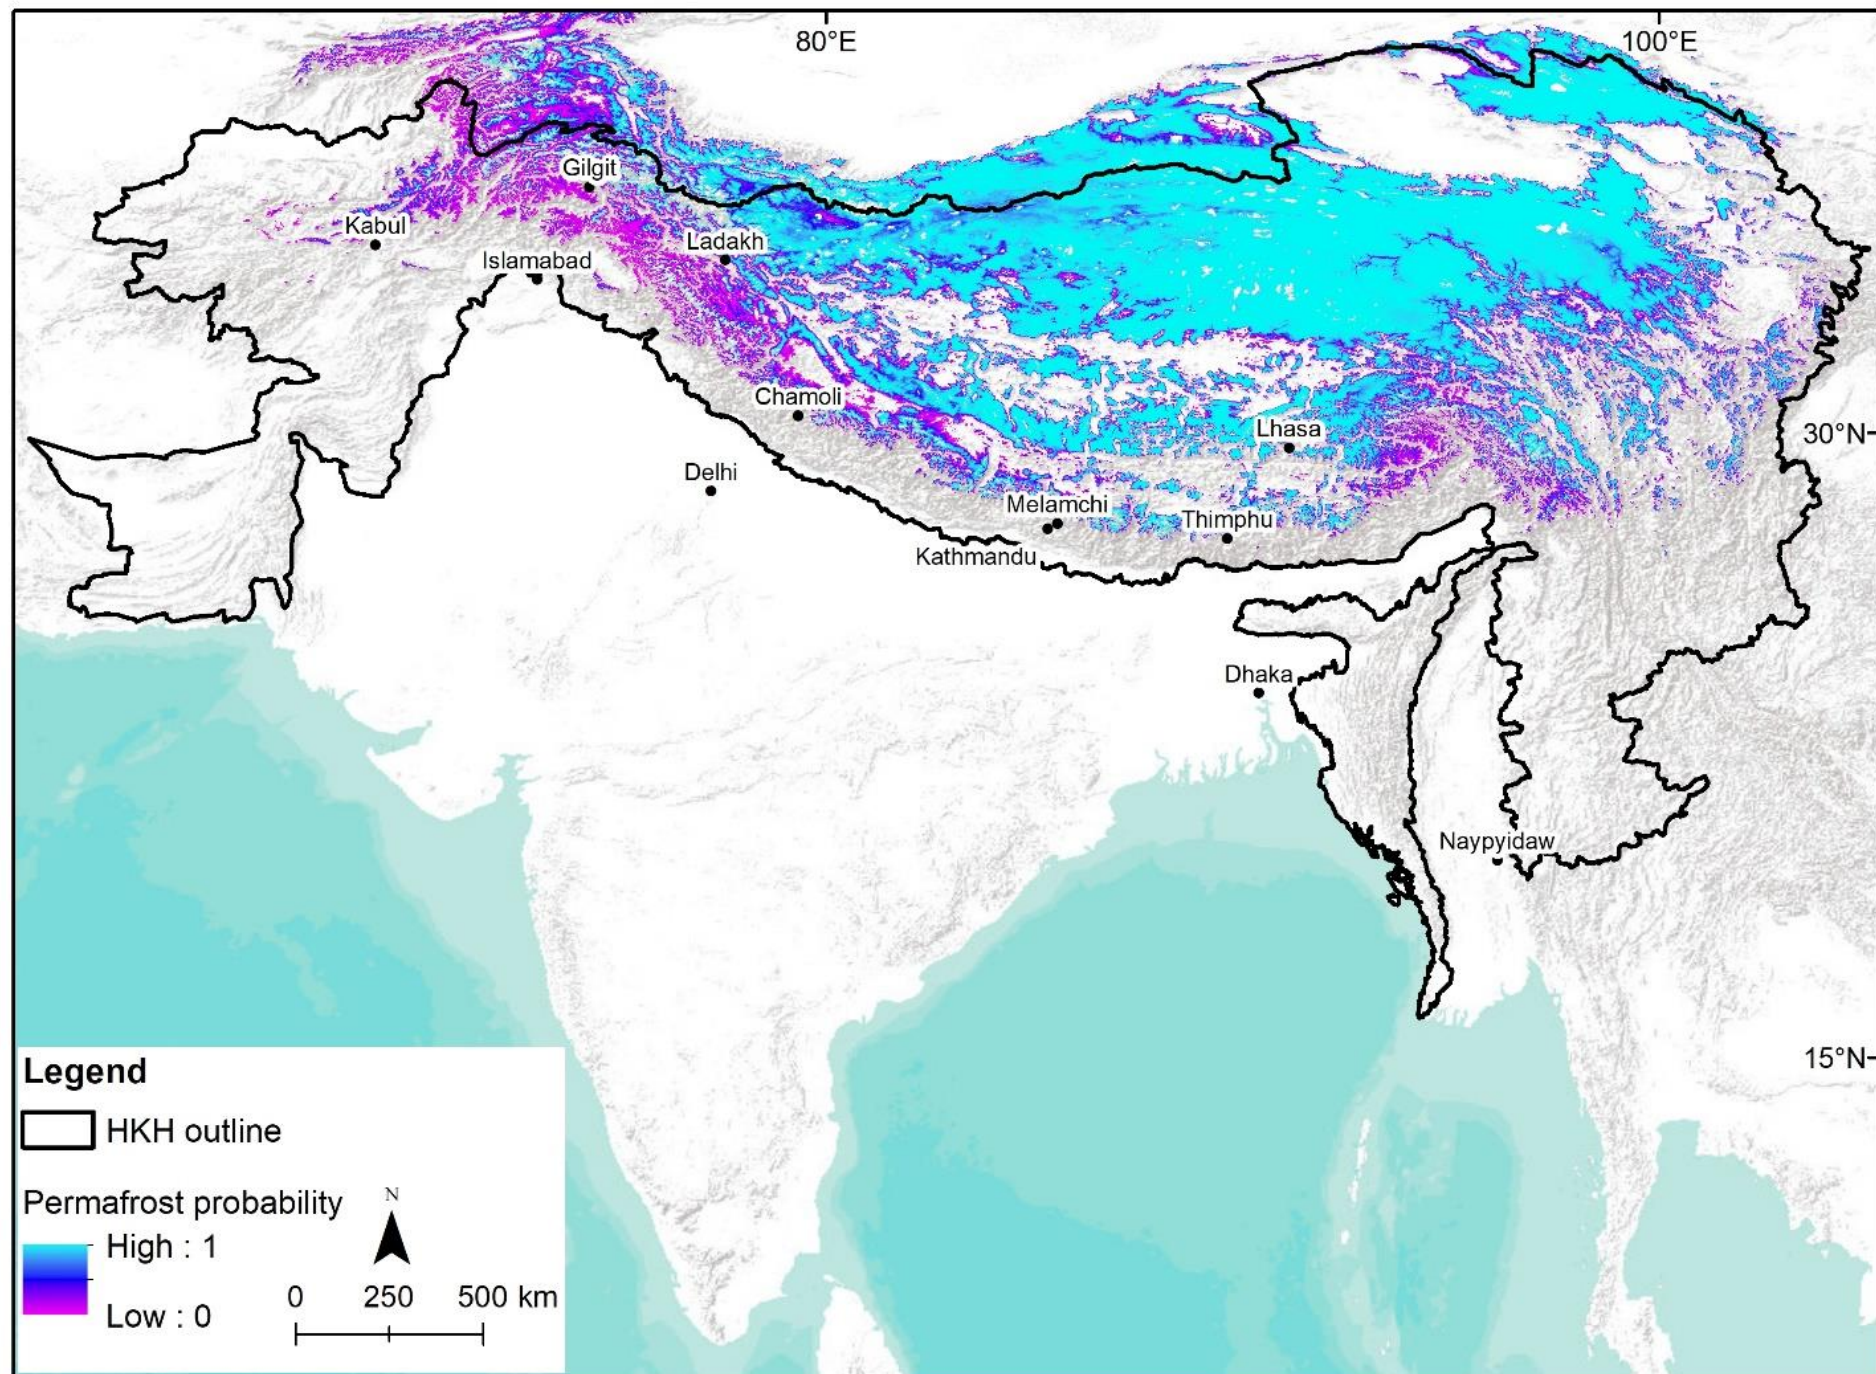 80°E
100°E
Gilgit
Kabul
Ladakh
Islamabad
Chamoli
Lhasa
30°N
Delhi
Melamchi
Thimphu
Kathmandu
Dhaka
Naypyidaw
15°N
Legend
HKH outline
Permafrost probability
High : 1
Low : 0
N
0 250 500 km